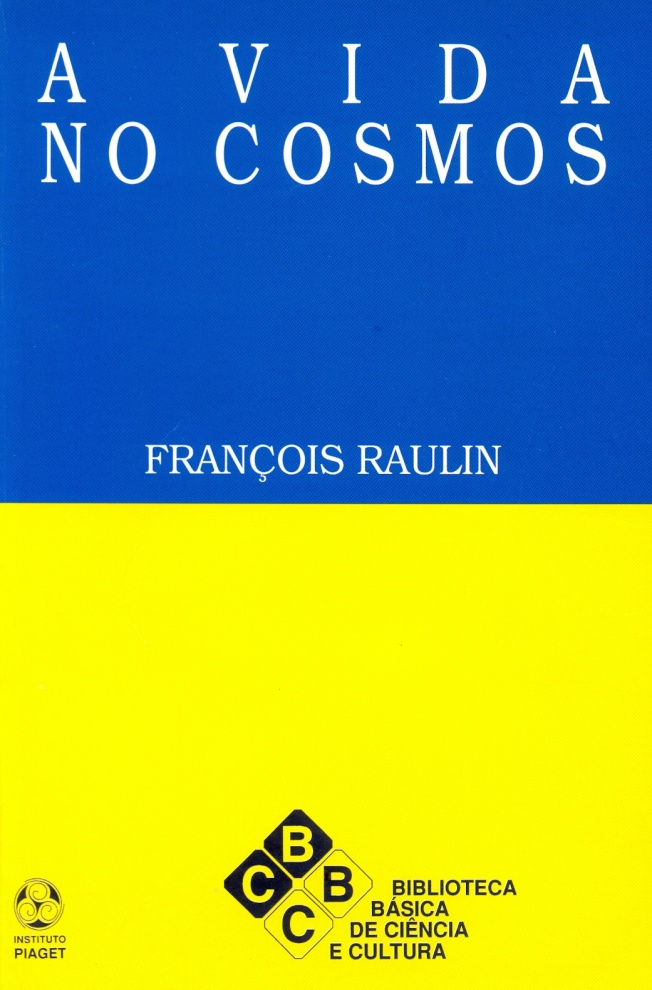 A VIDA
NO COSMOS
FRANÇOIS RAULIN
B
C B
C
BIBLIOTECA
BÁSICA
DE CIÊNCIA
E CULTURA
INSTITUTO
PIAGET